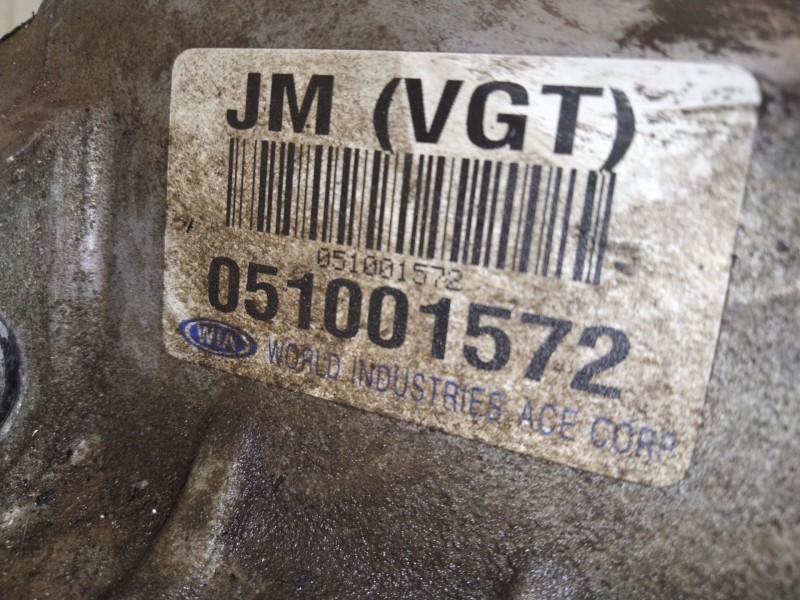 JM (VGT)
051001572
051001572
WIA WORLD INDUSTRIES ACE CORP